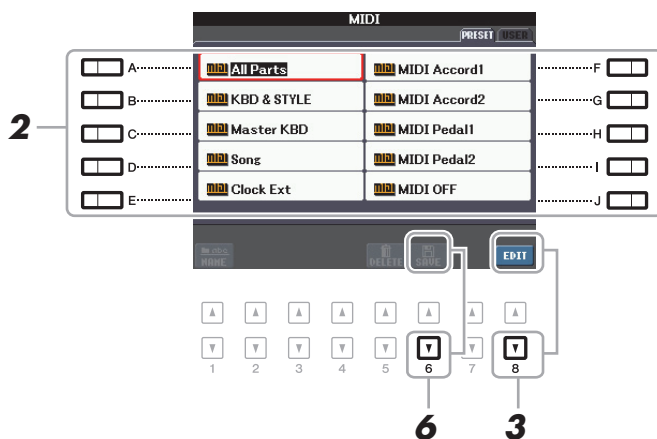 MIDI
PRESET USER
A All Parts MIDI Accord1 F
B KBD & STYLE MIDI Accord2 G
2
C Master KBD MIDI Pedal1 H
D Song MIDI Pedal2 I
E Clock Ext MIDI OFF J
NAME DELETE SAVE EDIT
1 2 3 4 5 6 7 8
6 3